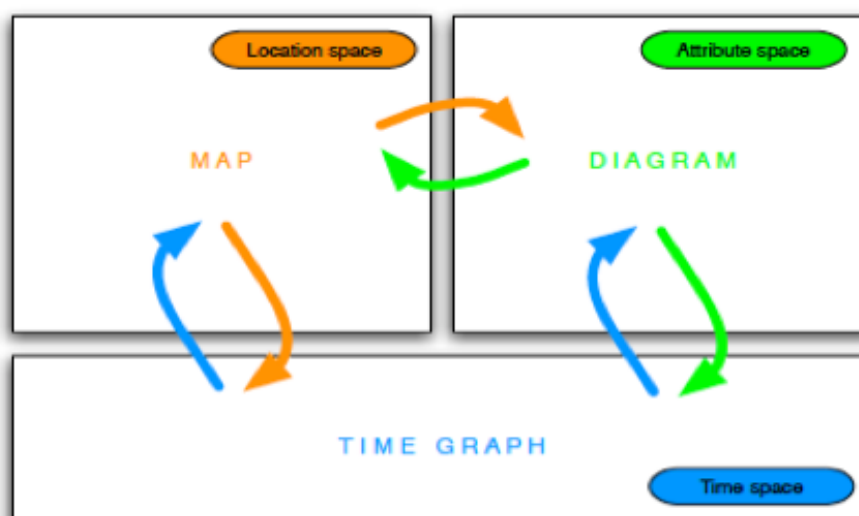 Location space
Attribute space
MAP
DIAGRAM
TIME GRAPH
Time space